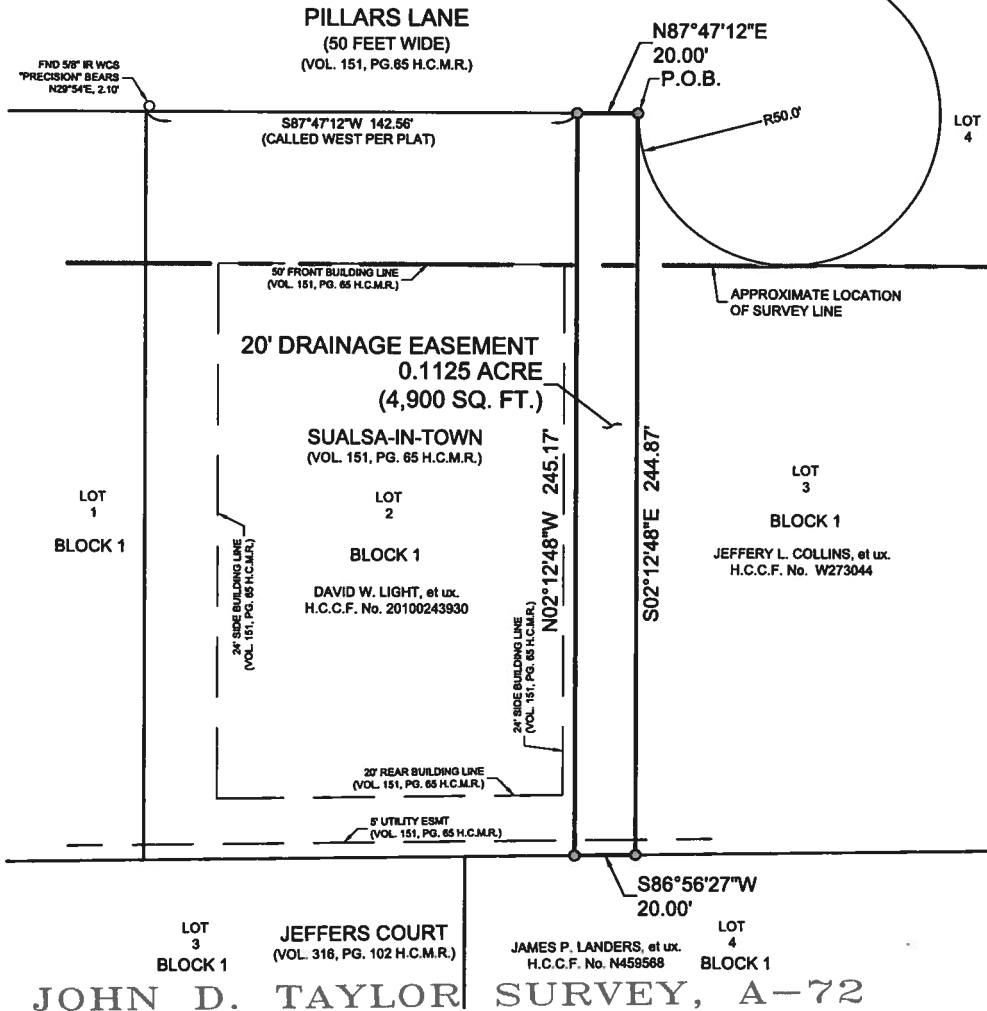 PILLARS LANE
(50 FEET WIDE)
(VOL. 151, PG.65 H.C.M.R.)
N87°47'12"E
20.00'
P.O.B.
FND 5/8" IR WCS
"PRECISION" BEARS
N29°54'E, 2.10'
S87°47'12"W 142.56'
(CALLED WEST PER PLAT)
R50.0'
LOT
4
50' FRONT BUILDING LINE
(VOL. 151, PG. 65 H.C.M.R.)
APPROXIMATE LOCATION
OF SURVEY LINE
20' DRAINAGE EASEMENT
0.1125 ACRE
(4,900 SQ. FT.)
SUALSA-IN-TOWN
(VOL. 151, PG. 65 H.C.M.R.)
LOT
1
BLOCK 1
LOT
2
BLOCK 1
DAVID W. LIGHT, et ux.
H.C.C.F. No. 20100243930
24' SIDE BUILDING LINE
(VOL. 151, PG. 65 H.C.M.R.)
24' SIDE BUILDING LINE
(VOL. 151, PG. 65 H.C.M.R.)
N02°12'48"W 245.17'
S02°12'48"E 244.87'
LOT
3
BLOCK 1
JEFFERY L. COLLINS, et ux.
H.C.C.F. No. W273044
20' REAR BUILDING LINE
(VOL. 151, PG. 65 H.C.M.R.)
5' UTILITY ESMT
(VOL. 151, PG. 65 H.C.M.R.)
S86°56'27"W
20.00'
LOT
3
BLOCK 1
JEFFERS COURT
(VOL. 316, PG. 102 H.C.M.R.)
JAMES P. LANDERS, et ux.
H.C.C.F. No. N459568
LOT
4
BLOCK 1
JOHN D. TAYLOR SURVEY, A-72